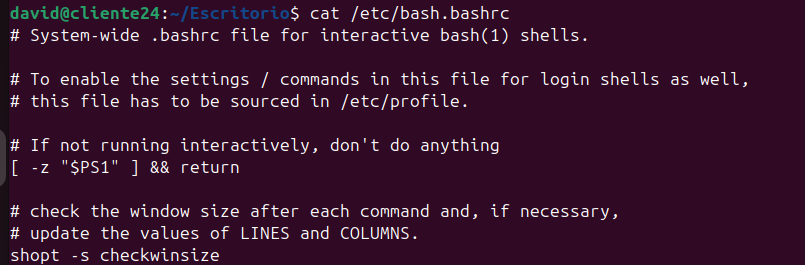 david@cliente24:~/Escritorio$ cat /etc/bash.bashrc
# System-wide .bashrc file for interactive bash(1) shells.
# To enable the settings / commands in this file for login shells as well,
# this file has to be sourced in /etc/profile.
# If not running interactively, don't do anything
[ -z "$PS1" ] && return
# check the window size after each command and, if necessary,
# update the values of LINES and COLUMNS.
shopt -s checkwinsize